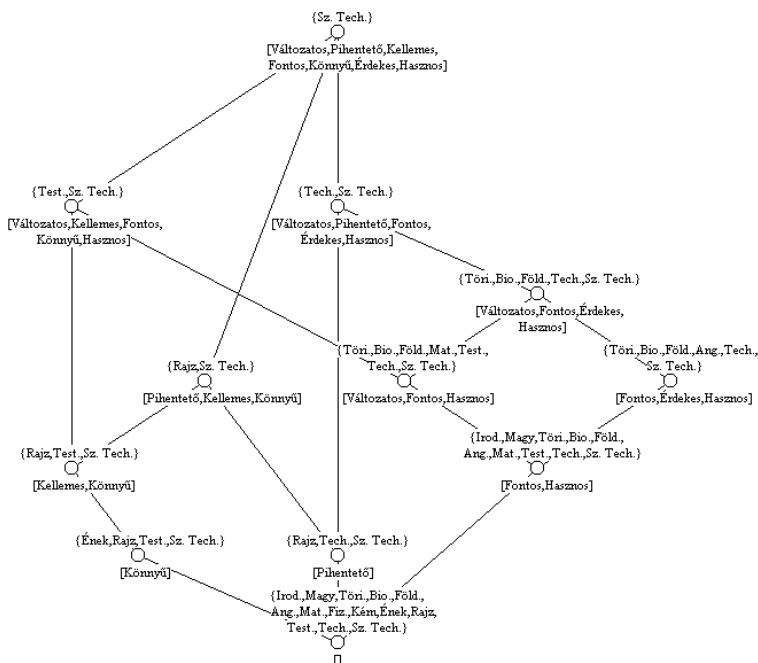 {Sz. Tech.}
[Változatos,Pihentető,Kellemes,
Fontos,Könnyű,Érdekes,Hasznos]
{Test.,Sz. Tech.}
[Változatos,Kellemes,Fontos,
Könnyű,Hasznos]
{Tech.,Sz. Tech.}
[Változatos,Pihentető,Fontos,
Érdekes,Hasznos]
{Töri.,Bio.,Föld.,Tech.,Sz. Tech.}
[Változatos,Fontos,Érdekes,
Hasznos]
{Rajz,Sz. Tech.}
[Pihentető,Kellemes,Könnyű]
{Töri.,Bio.,Föld.,Mat.,Test.,
Tech.,Sz. Tech.}
[Változatos,Fontos,Hasznos]
{Töri.,Bio.,Föld.,Ang.,Tech.,
Sz. Tech.}
[Fontos,Érdekes,Hasznos]
{Rajz,Test.,Sz. Tech.}
[Kellemes,Könnyű]
{Irod.,Magy,Töri.,Bio.,Föld.,
Ang.,Mat.,Test.,Tech.,Sz. Tech.}
[Fontos,Hasznos]
{Ének,Rajz,Test.,Sz. Tech.}
[Könnyű]
{Rajz,Tech.,Sz. Tech.}
[Pihentető]
{Irod.,Magy,Töri.,Bio.,Föld.,
Ang.,Mat.,Fiz.,Kém,Ének,Rajz,
Test.,Tech.,Sz. Tech.}
[]